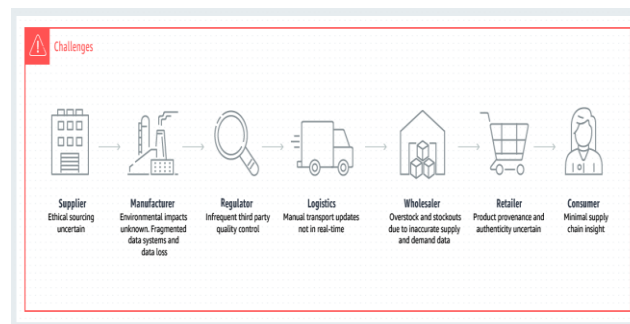 Challenges
Supplier
Ethical sourcing
uncertain
Manufacturer
Environmental impacts
unknown. Fragmented
data systems and
data loss
Regulator
Infrequent third party
quality control
Logistics
Manual transport updates
not in real-time
Wholesaler
Overstock and stockouts
due to inaccurate supply
and demand data
Retailer
Product provenance and
authenticity uncertain
Consumer
Minimal supply
chain insight